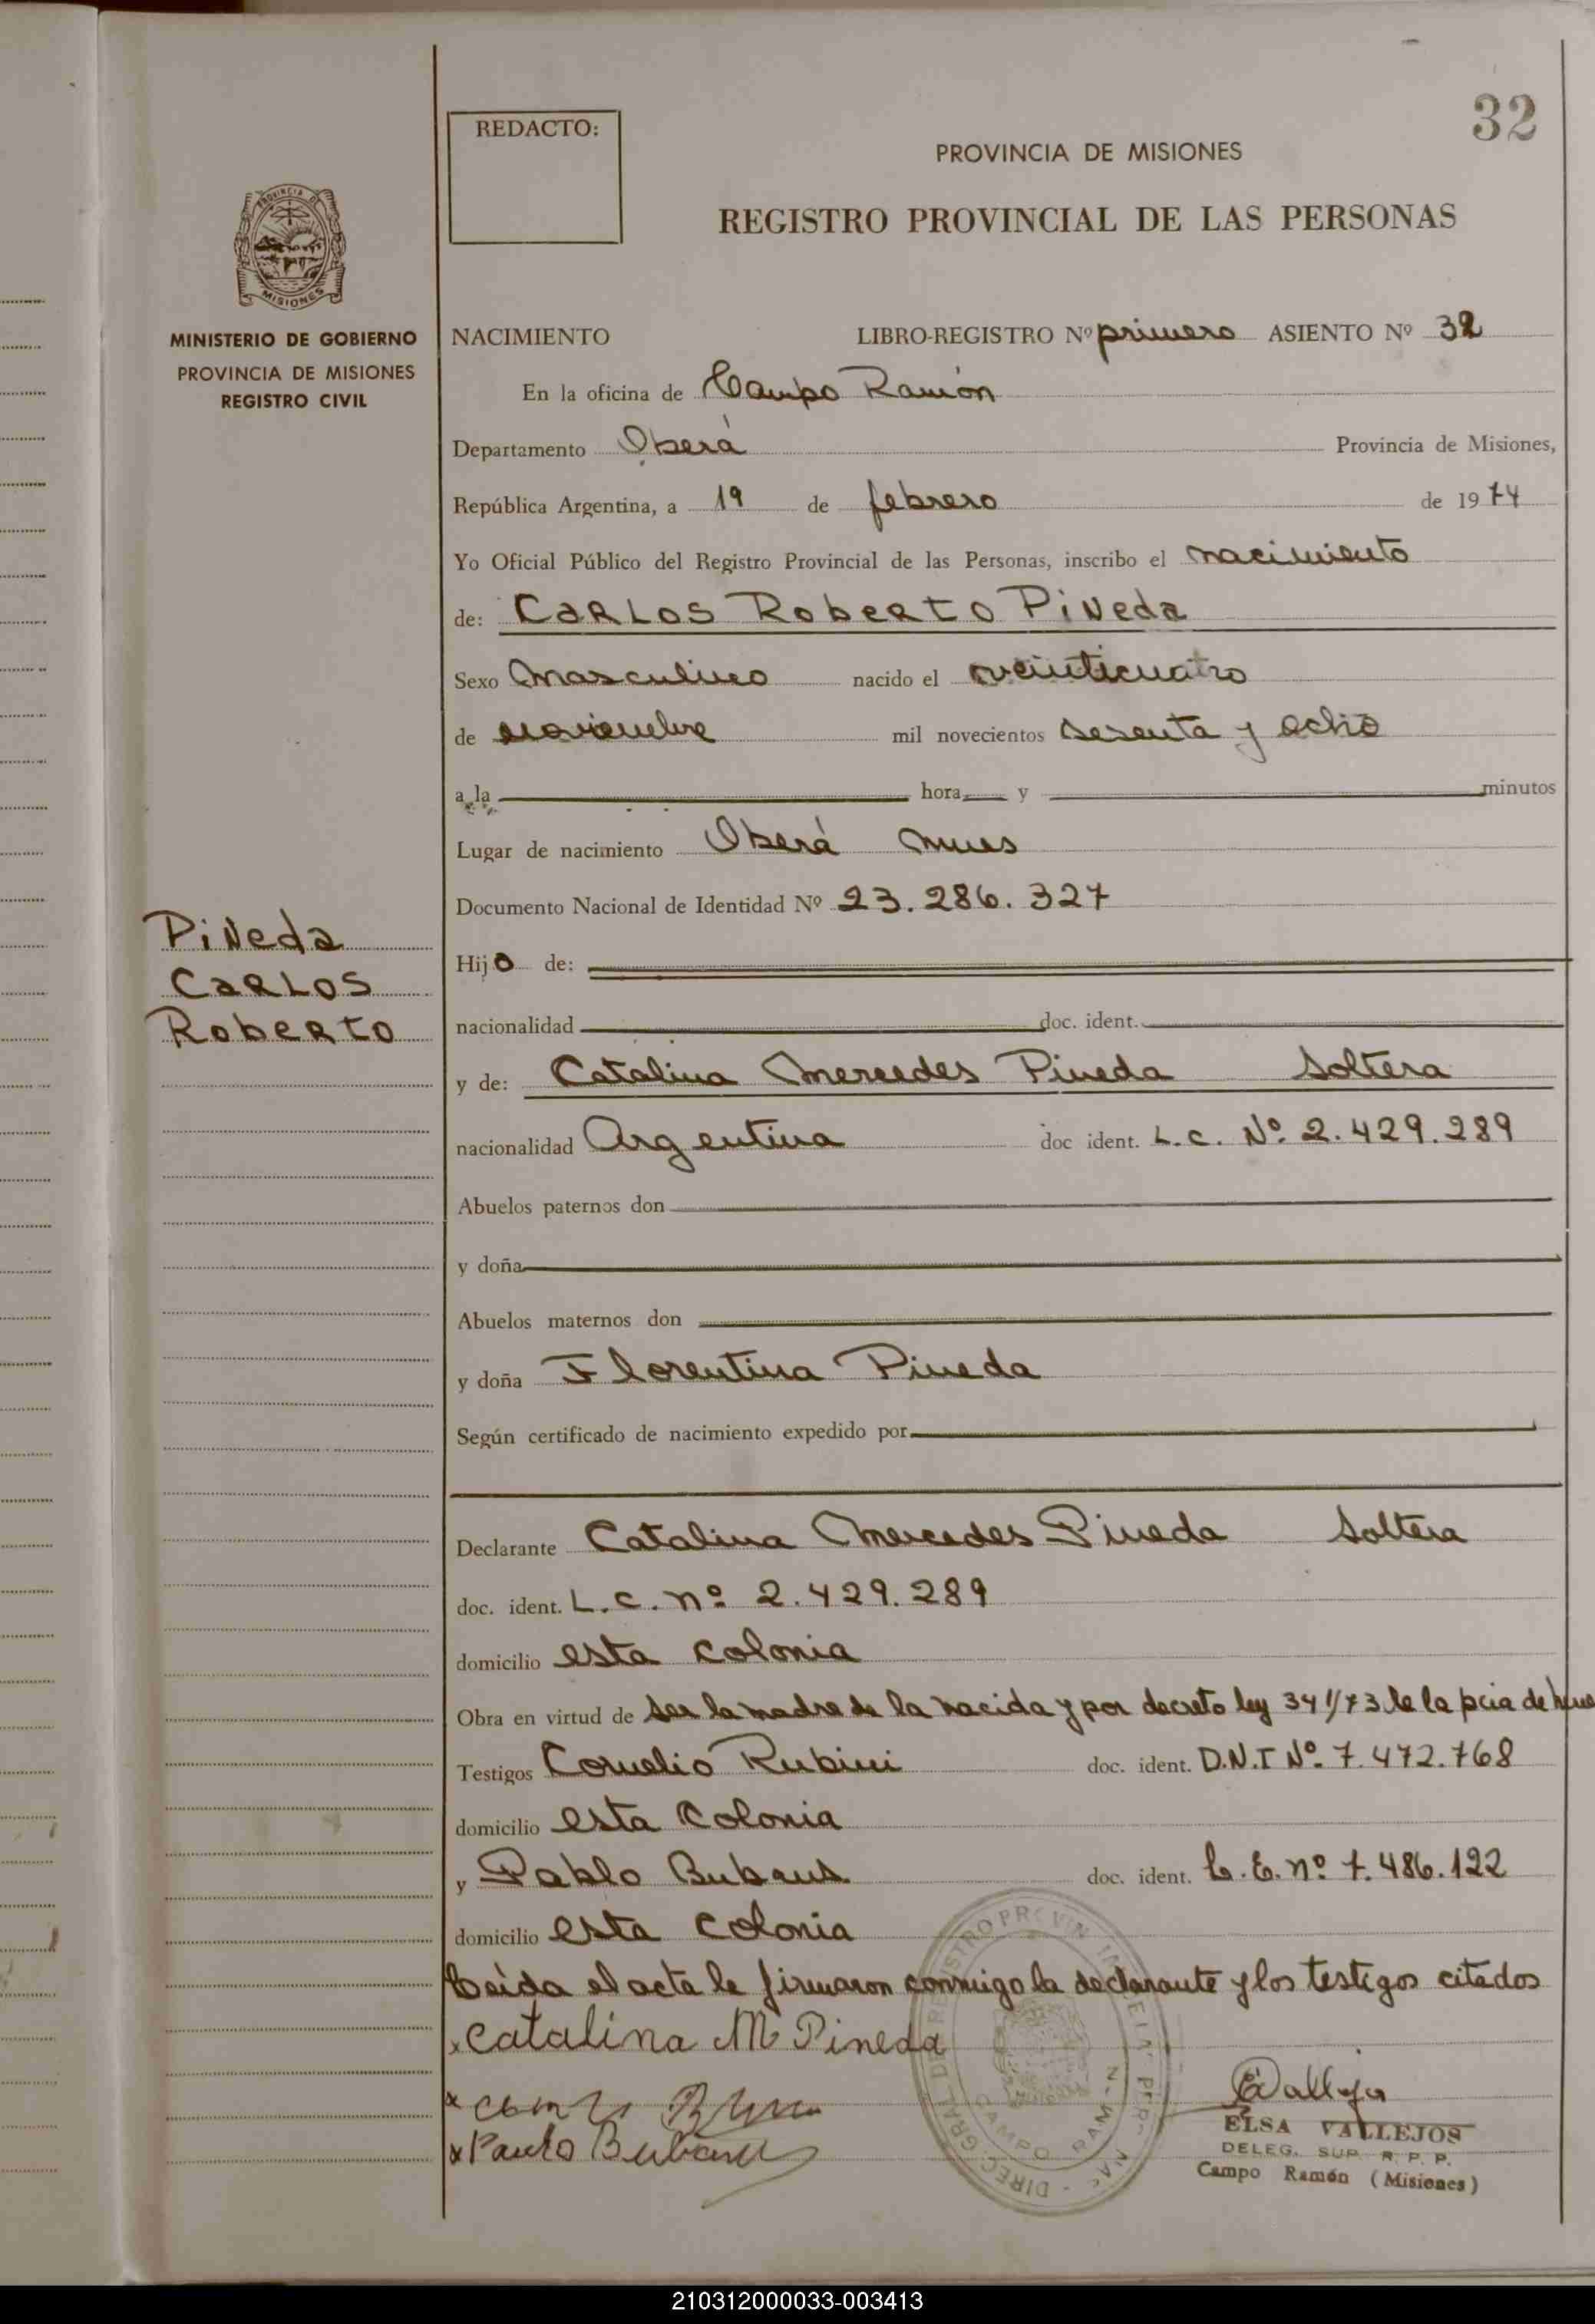 32
REDACTO:
PROVINCIA DE MISIONES
REGISTRO PROVINCIAL DE LAS PERSONAS
PROVINCIA DE
MISIONES
MINISTERIO DE GOBIERNO
PROVINCIA DE MISIONES
REGISTRO CIVIL
NACIMIENTO LIBRO-REGISTRO Nº primero ASIENTO Nº 32
En la oficina de Campo Ramón
Departamento Oberá Provincia de Misiones,
República Argentina, a 19 de febrero de 1974
Yo Oficial Público del Registro Provincial de las Personas, inscribo el nacimiento
de: Carlos Roberto Pineda
Sexo masculino nacido el veinticuatro
de noviembre mil novecientos sesenta y ocho
a la hora y minutos
Lugar de nacimiento Oberá Mnes
Documento Nacional de Identidad Nº 23.286.327
Pineda
Carlos
Roberto
Hijo de:
nacionalidad doc. ident.
y de: Catalina Mercedes Pineda Soltera
nacionalidad Argentina doc ident. L.C. Nº 2.429.289
Abuelos paternos don
y doña
Abuelos maternos don
y doña Florentina Pineda
Según certificado de nacimiento expedido por
Declarante Catalina Mercedes Pineda Soltera
doc. ident. L.C. nº 2.429.289
domicilio esta colonia
Obra en virtud de ser la madre de la nacida y por decreto ley 341/73 de la pcia de
Testigos Cornelio Rubini doc. ident. D.N.I Nº 7.472.768
domicilio esta Colonia
y Pablo Bubans doc. ident. L.E. nº 7.486.122
domicilio esta colonia
Leída el acta la firmaron conmigo la declarante y los testigos citados
Catalina M Pineda
EVallejos
ELSA VALLEJOS
DELEG. SUP. R. P. P.
Campo Ramón (Misiones)
CAMPO RAMON
210312000033-003413